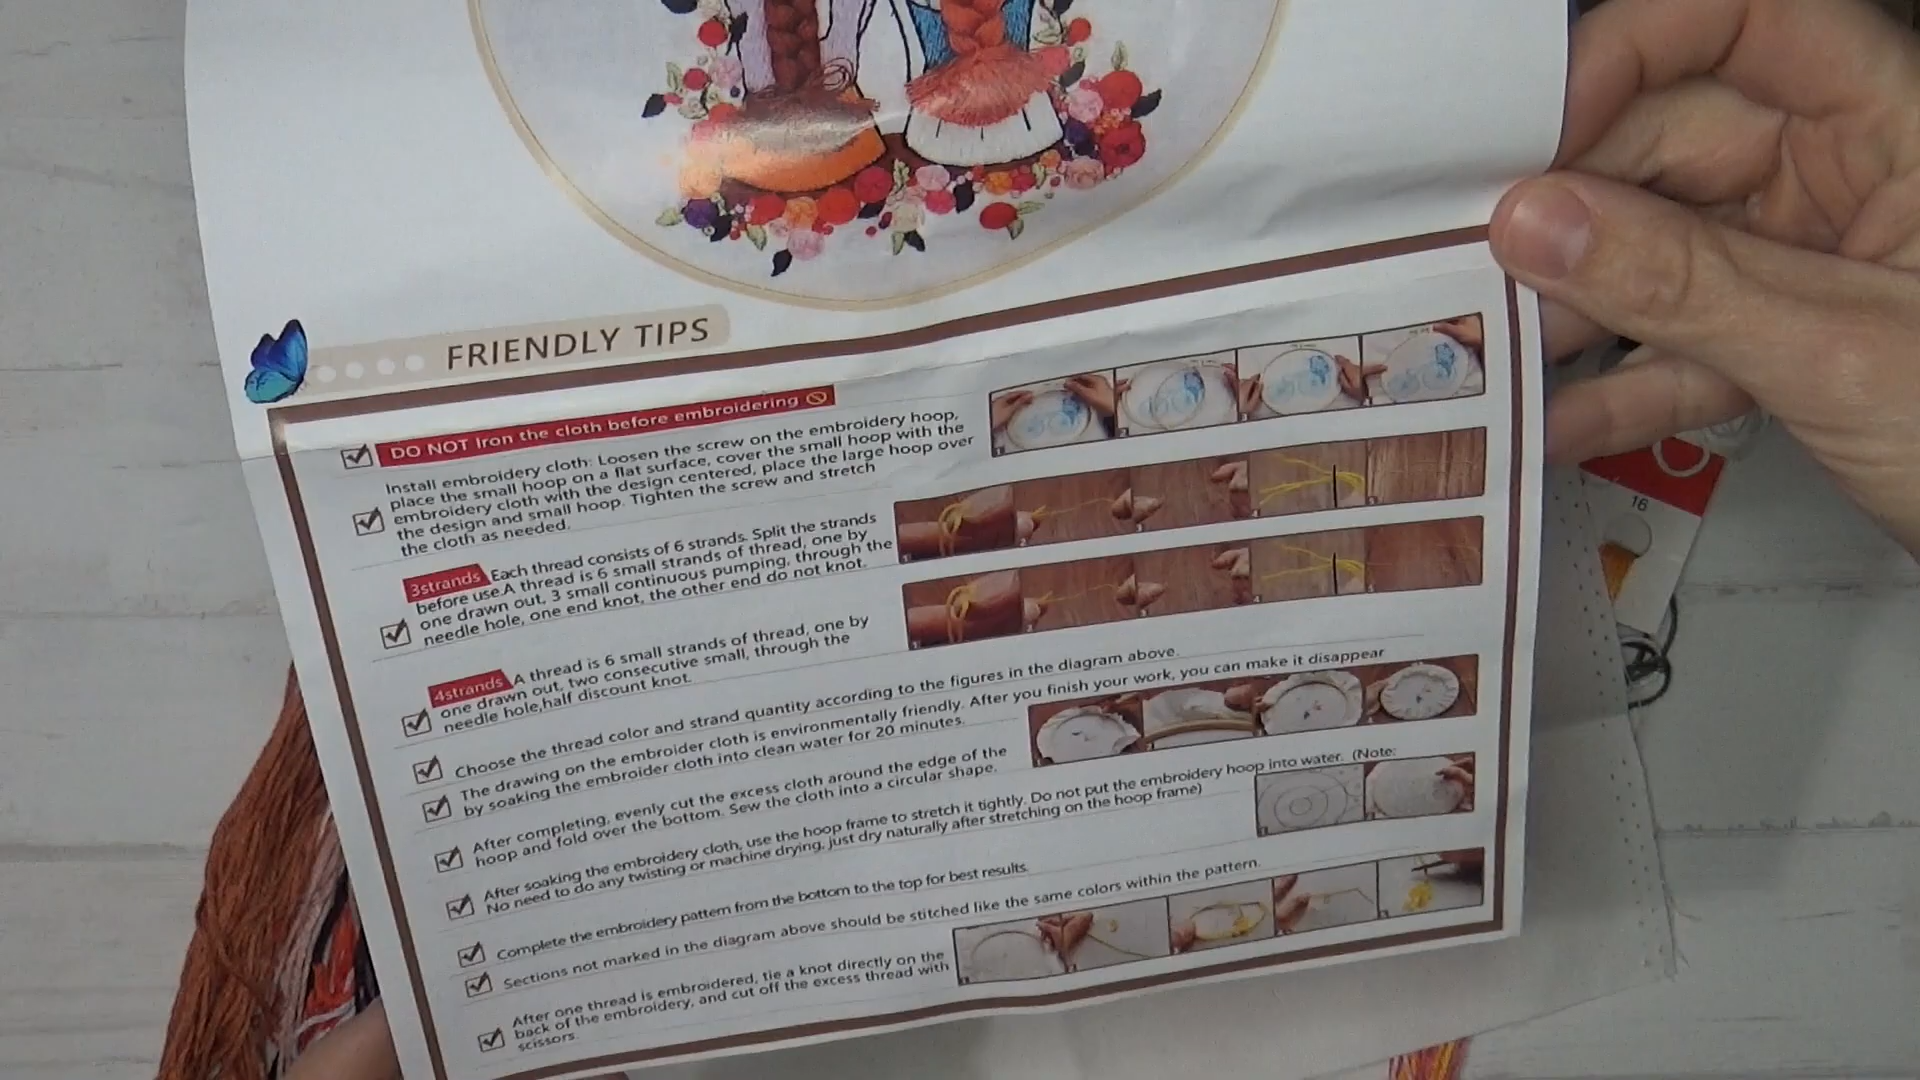 FRIENDLY TIPS
DO NOT Iron the cloth before embroidering
Install embroidery cloth: Loosen the screw on the embroidery hoop,
place the small hoop on a flat surface, cover the small hoop with the
embroidery cloth with the design centered, place the large hoop over
the design and small hoop. Tighten the screw and stretch
the cloth as needed.
3strands Each thread consists of 6 strands. Split the strands
before use.A thread is 6 small strands of thread, one by
one drawn out, 3 small continuous pumping, through the
needle hole, one end knot, the other end do not knot.
4strands A thread is 6 small strands of thread, one by
one drawn out, two consecutive small, through the
needle hole,half discount knot.
Choose the thread color and strand quantity according to the figures in the diagram above.
The drawing on the embroider cloth is environmentally friendly. After you finish your work, you can make it disappear
by soaking the embroider cloth into clean water for 20 minutes.
After completing, evenly cut the excess cloth around the edge of the
hoop and fold over the bottom. Sew the cloth into a circular shape.
After soaking the embroidery cloth, use the hoop frame to stretch it tightly. Do not put the embroidery hoop into water. (Note:
No need to do any twisting or machine drying, just dry naturally after stretching on the hoop frame)
Complete the embroidery pattern from the bottom to the top for best results.
Sections not marked in the diagram above should be stitched like the same colors within the pattern.
After one thread is embroidered, tie a knot directly on the
back of the embroidery, and cut off the excess thread with
scissors.
16